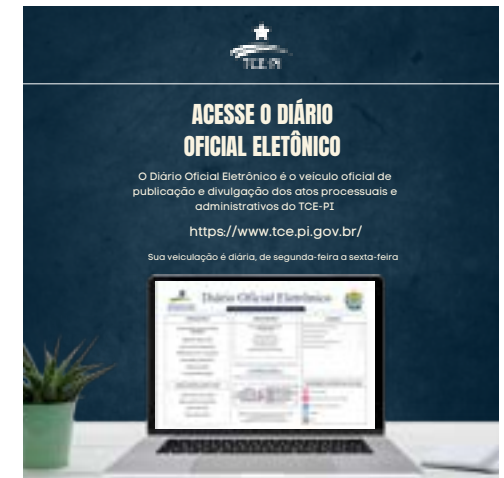 TCE-PI
ACESSE O DIÁRIO
OFICIAL ELETÔNICO
O Diário Oficial Eletrônico é o veículo oficial de
publicação e divulgação dos atos processuais e
administrativos do TCE-PI
https://www.tce.pi.gov.br/
Sua veiculação é diária, de segunda-feira a sexta-feira
Diário Oficial Eletrônico